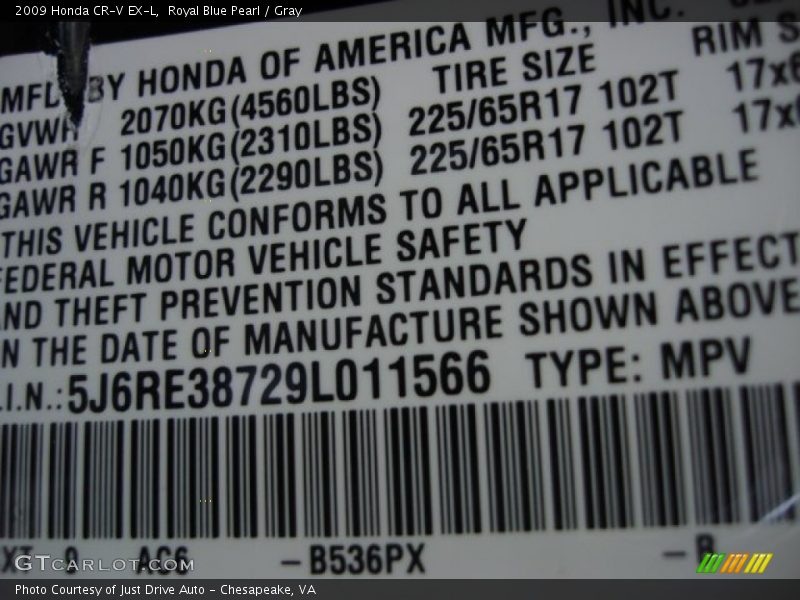 2009 Honda CR-V EX-L,  Royal Blue Pearl / Gray
MFD. BY HONDA OF AMERICA MFG., INC.
TIRE SIZE RIM S
GVWR 2070KG(4560LBS)
GAWR F 1050KG(2310LBS) 225/65R17 102T 17x6
GAWR R 1040KG(2290LBS) 225/65R17 102T 17x6
THIS VEHICLE CONFORMS TO ALL APPLICABLE
FEDERAL MOTOR VEHICLE SAFETY
AND THEFT PREVENTION STANDARDS IN EFFECT
ON THE DATE OF MANUFACTURE SHOWN ABOVE
V.I.N.:5J6RE38729L011566 TYPE: MPV
AC6 -B536PX -B
GTcarlot.com
Photo Courtesy of Just Drive Auto - Chesapeake, VA